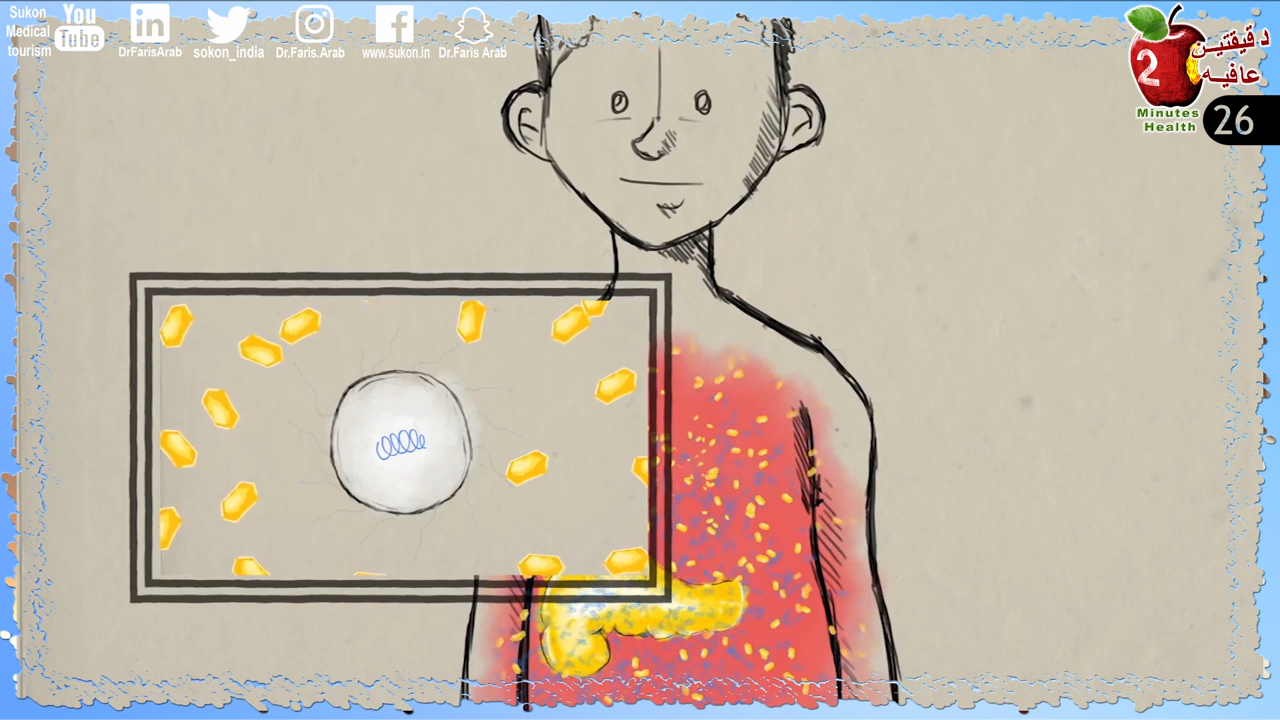 Sukon
Medical
tourism
You
Tube
DrFarisArab
sokon_india
Dr.Faris.Arab
www.sukon.in
Dr.Faris Arab
دقيقتين
عافيه
2
Minutes
Health
26